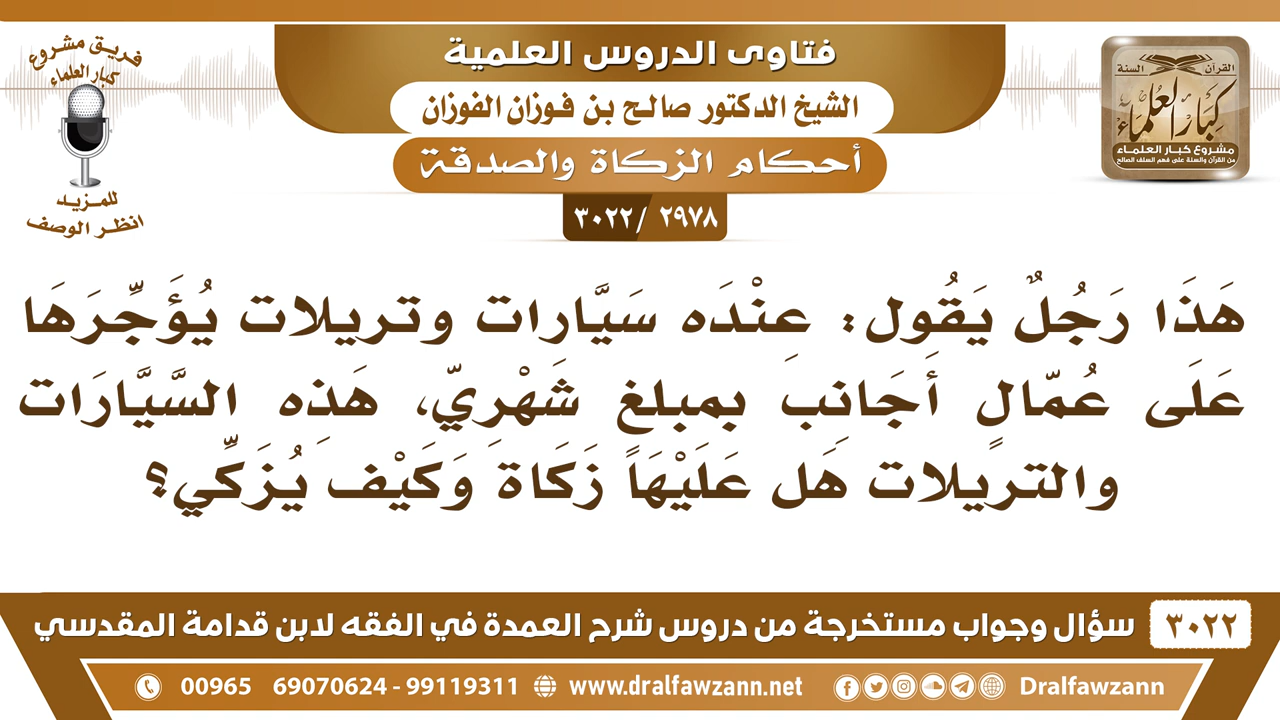 فتاوى الدروس العلمية
الشيخ الدكتور صالح بن فوزان الفوزان
أحكام الزكاة والصدقة
٢٩٧٨ / ٣٠٢٢
فريق مشروع
كبار العلماء
للمزيد
انظر الوصف
القرآن السنة
كبار العلماء
مشروع كبار العلماء
من القرآن والسنة على فهم السلف الصالح
هَذَا رَجُلٌ يَقُول: عِنْدَه سَيَّارات وتريلات يُؤَجِّرَهَا
عَلَى عُمّالٍ أَجَانِبَ بمبلغ شَهْرِيّ، هَذِه السَّيَّارَات
والتريلات هَل عَلَيْهَا زَكَاة وَكَيْف يُزَكِّي؟
٣٠٢٢ سؤال وجواب مستخرجة من دروس شرح العمدة في الفقه لابن قدامة المقدسي
00965 69070624 - 99119311 www.dralfawzann.net Dralfawzann